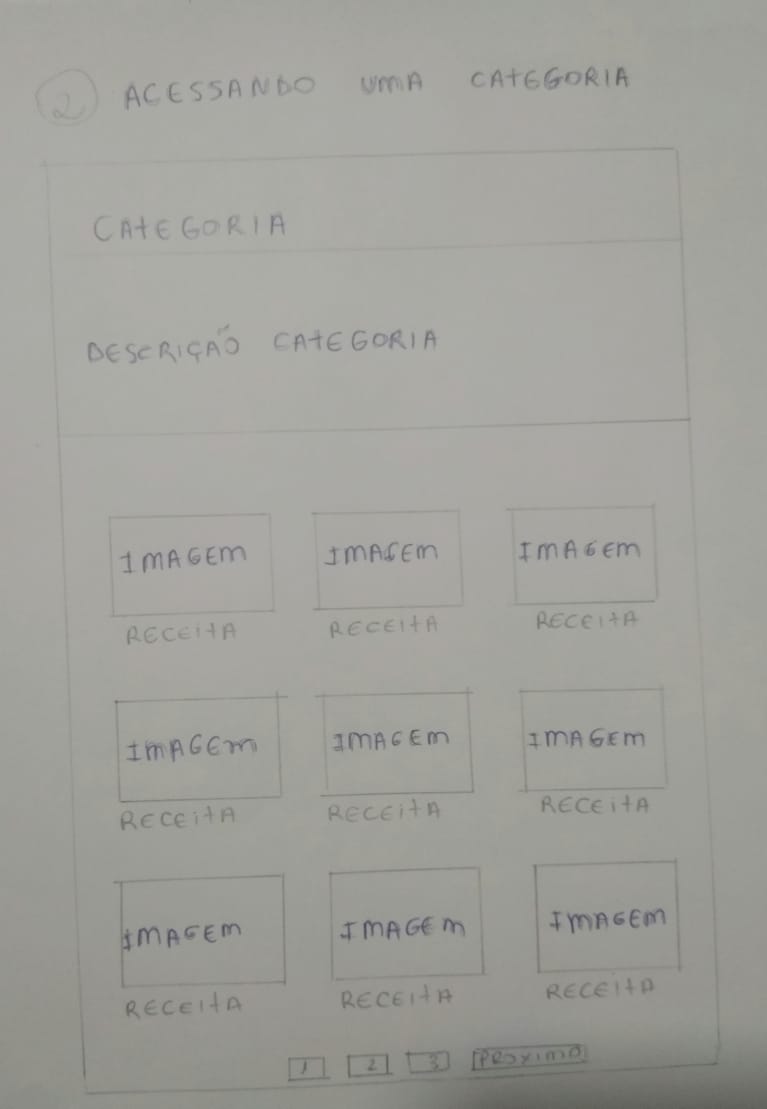 2 ACESSANDO UMA CATEGORIA
CATEGORIA
DESCRIÇÃO CATEGORIA
IMAGEM IMAGEM IMAGEM
RECEITA RECEITA RECEITA
IMAGEM IMAGEM IMAGEM
RECEITA RECEITA RECEITA
IMAGEM IMAGEM IMAGEM
RECEITA RECEITA RECEITA
1 2 3 PROXIMO